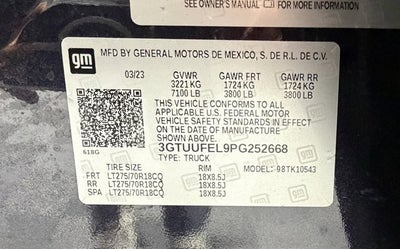 SEE OWNER'S MANUAL
FOR MORE INFORMATION
gm
MFD BY GENERAL MOTORS DE MEXICO, S. DE R.L. DE C.V.
03/23 GVWR GAWR FRT GAWR RR
3221 KG 1724 KG 1724 KG
7100 LB 3800 LB 3800 LB
THIS VEHICLE CONFORMS TO ALL
APPLICABLE U.S. FEDERAL MOTOR
VEHICLE SAFETY STANDARDS IN EFFECT ON
THE DATE OF MANUFACTURE SHOWN ABOVE.
3GTUUFEL9PG252668
618G TYPE: TRUCK
TIRE SIZE RIM MODEL: 98TK10543
FRT LT275/70R18CQ 18X8.5J
RR LT275/70R18CQ 18X8.5J
SPA LT275/70R18CQ 18X8.5J